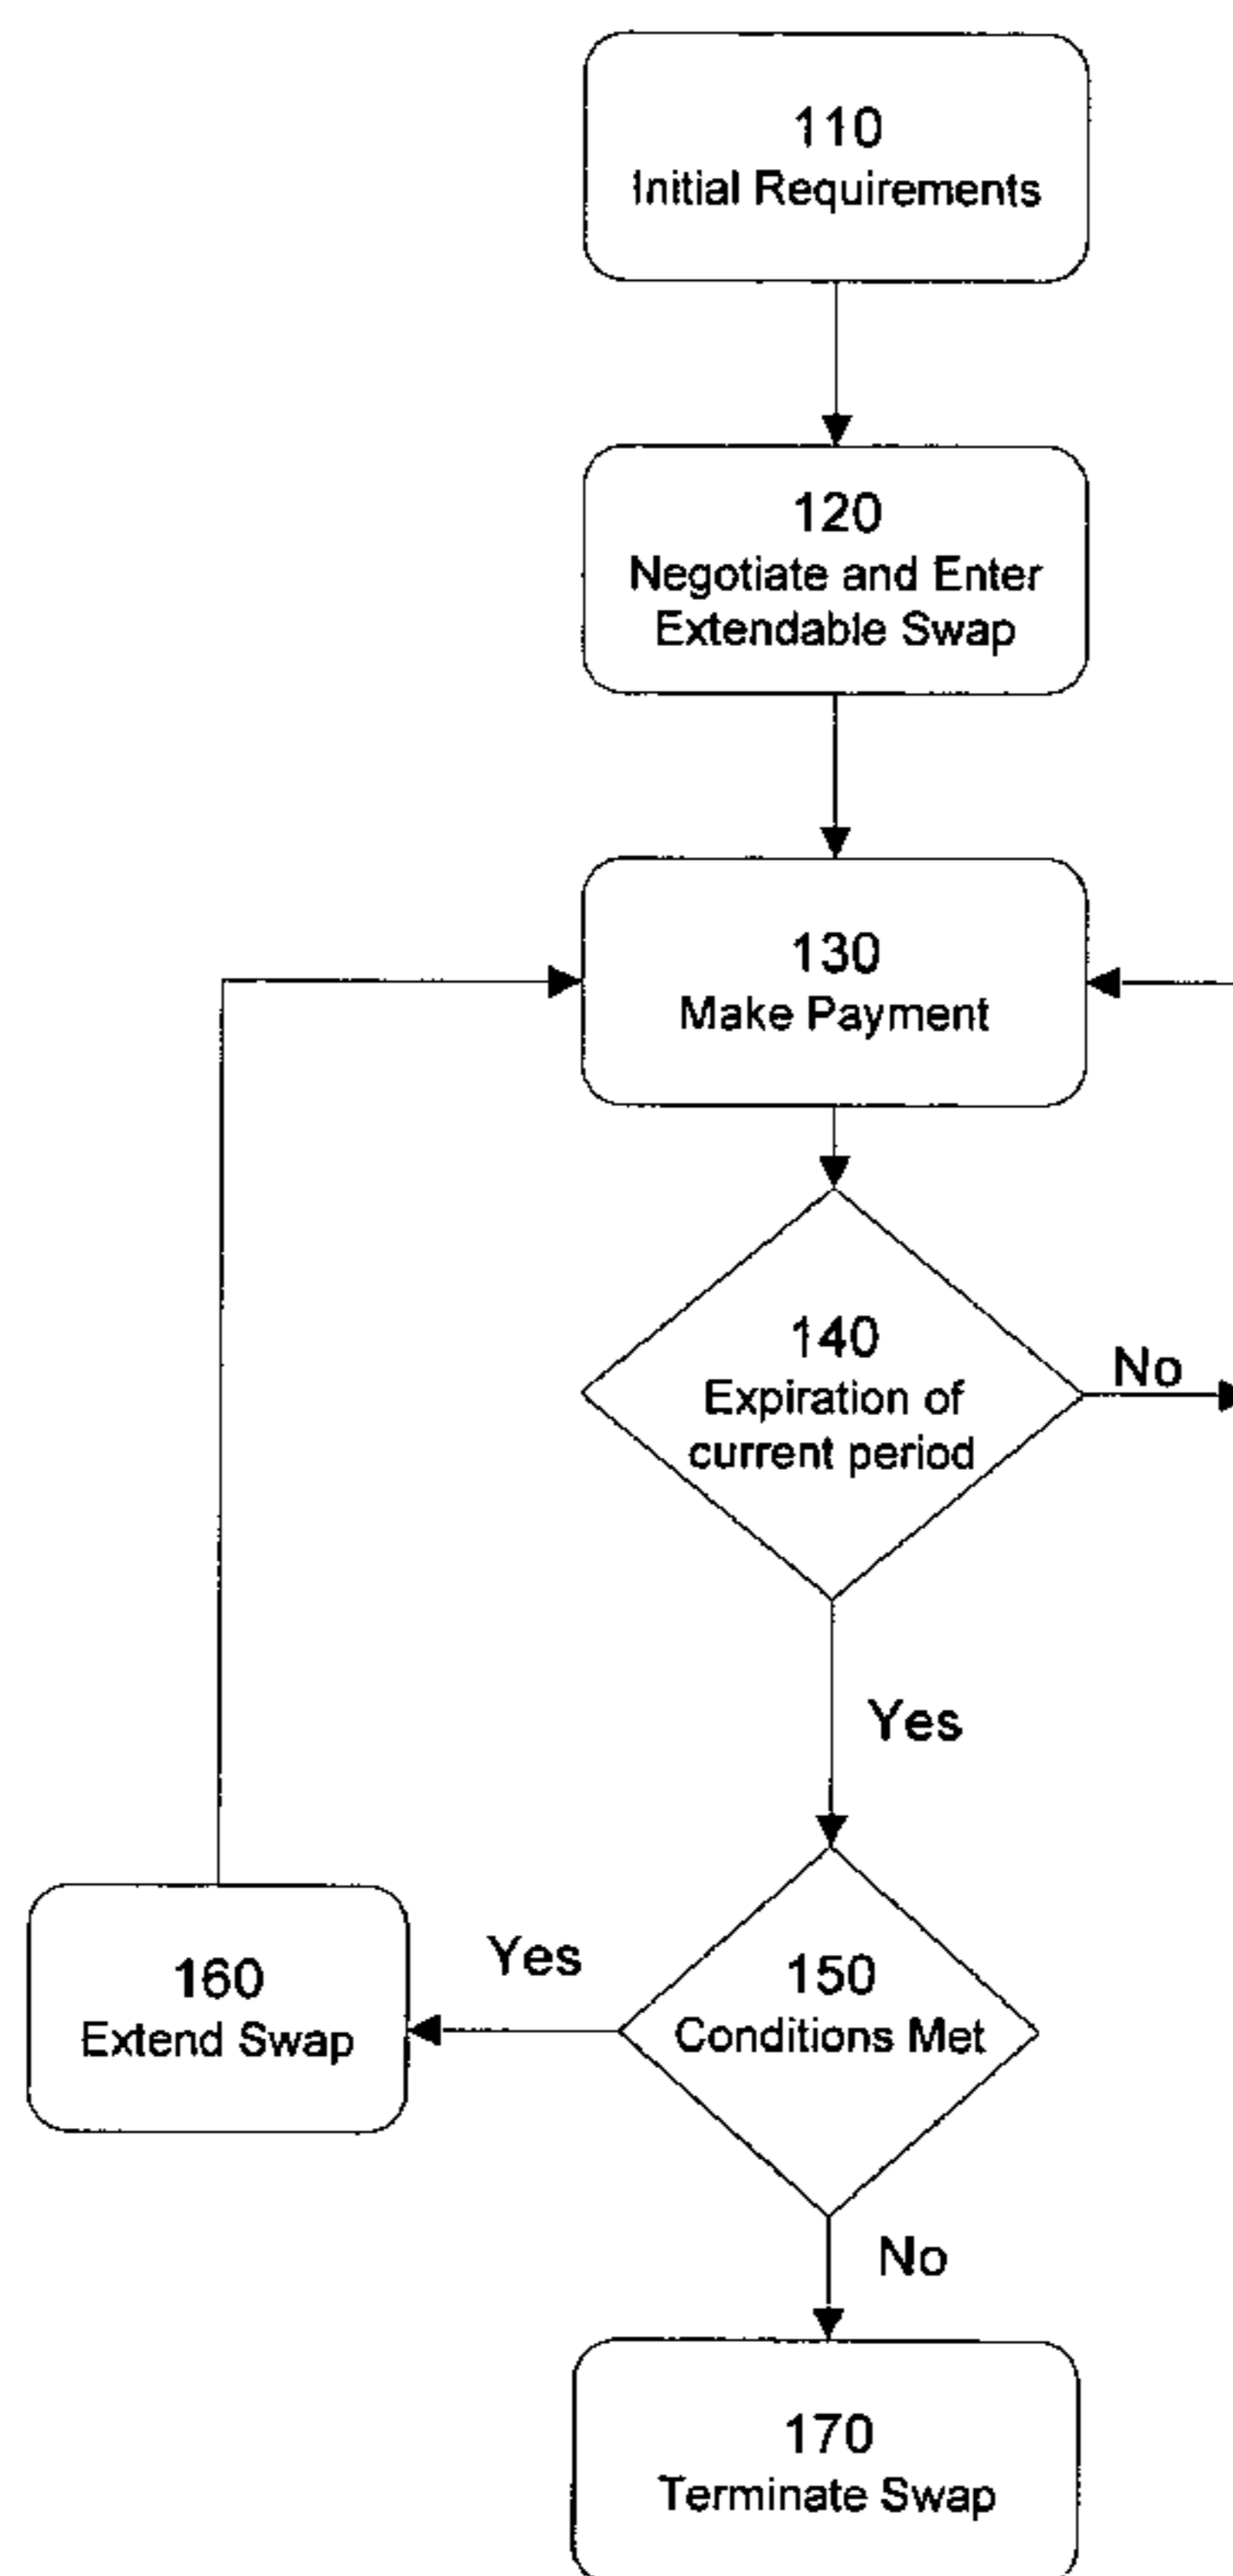 110
Initial Requirements
120
Negotiate and Enter
Extendable Swap
130
Make Payment
140
Expiration of
current period
No
Yes
150
Conditions Met
Yes
160
Extend Swap
No
170
Terminate Swap